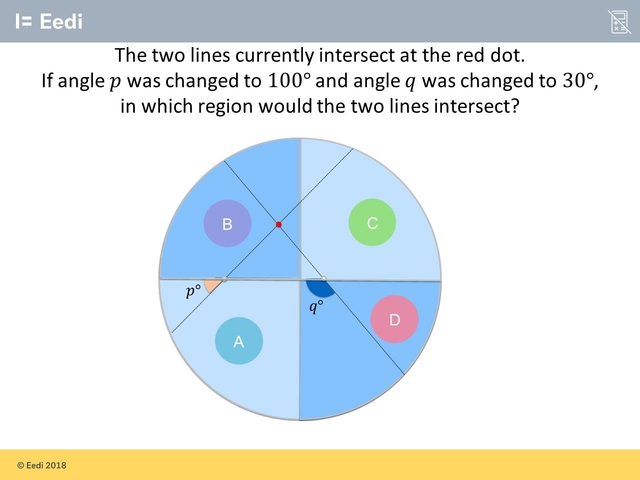 Eedi
The two lines currently intersect at the red dot.
If angle 𝑝 was changed to 100° and angle 𝑞 was changed to 30°,
in which region would the two lines intersect?
B
C
𝑝°
𝑞°
D
A
© Eedi 2018